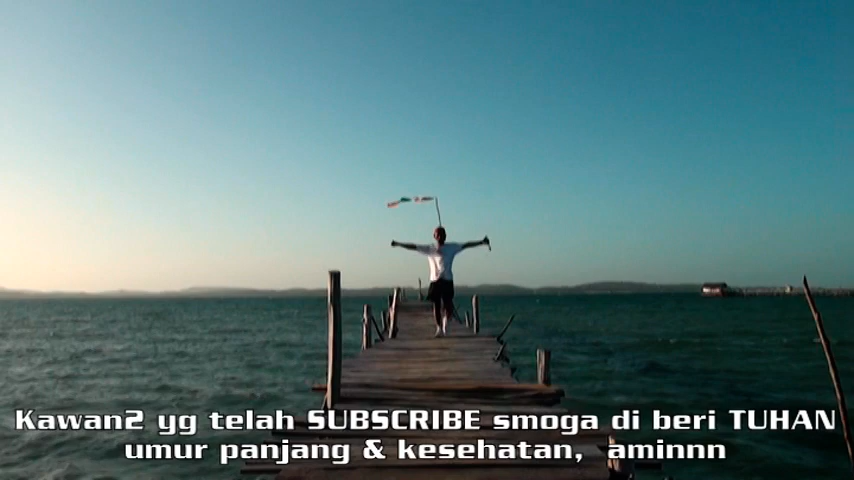 Kawan2 yg telah SUBSCRIBE smoga di beri TUHAN
umur panjang & kesehatan, aminnn